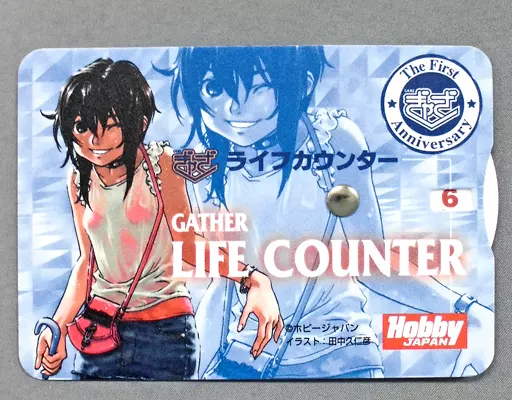 The First
Anniversary
ぎゃざ
ぎゃざ ライフカウンター
6
GATHER
LIFE COUNTER
©ホビージャパン
イラスト：田中久仁彦
Hobby
JAPAN